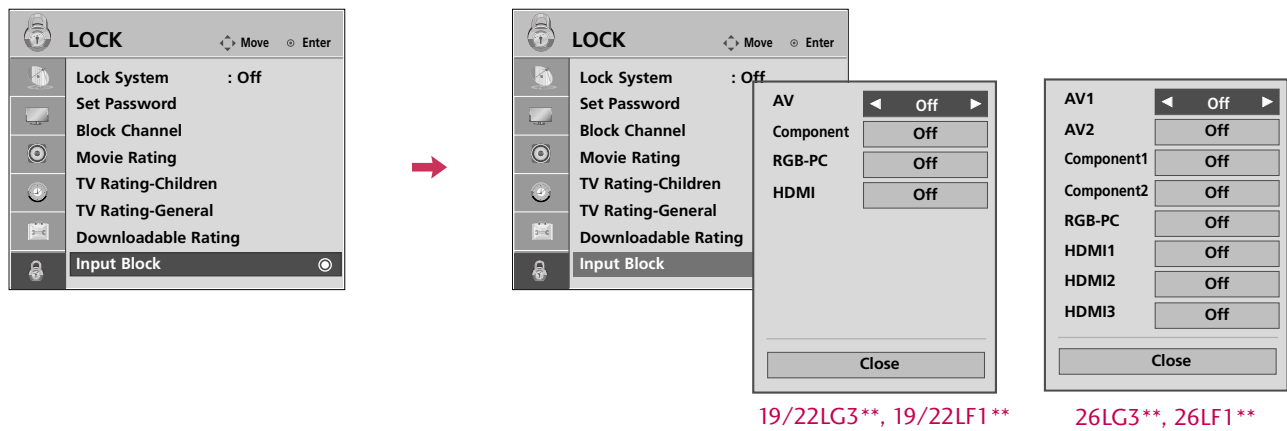 LOCK
Move
Enter
Lock System : Off
Set Password
Block Channel
Movie Rating
TV Rating-Children
TV Rating-General
Downloadable Rating
Input Block
LOCK
Move
Enter
Lock System : Off
Set Password
Block Channel
Movie Rating
TV Rating-Children
TV Rating-General
Downloadable Rating
Input Block
AV ◀ Off ▶
Component Off
RGB-PC Off
HDMI Off
Close
19/22LG3**, 19/22LF1**
AV1 ◀ Off ▶
AV2 Off
Component1 Off
Component2 Off
RGB-PC Off
HDMI1 Off
HDMI2 Off
HDMI3 Off
Close
26LG3**, 26LF1**